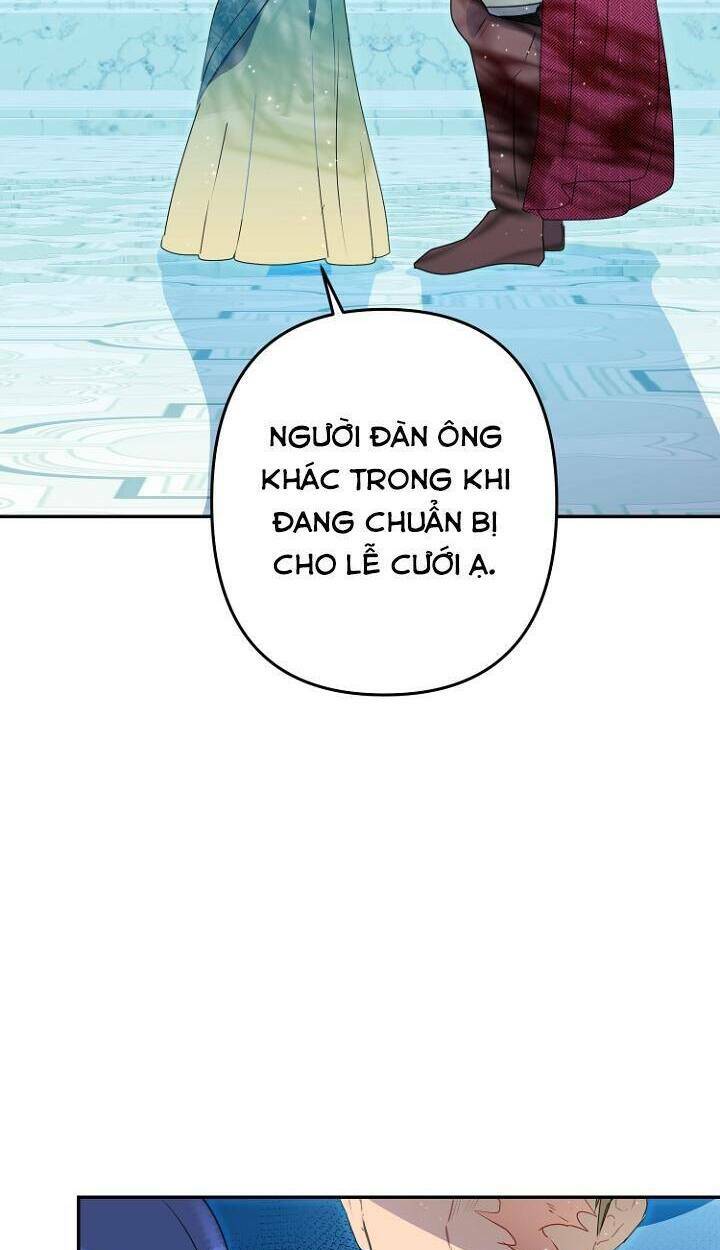 NGƯỜI ĐÀN ÔNG
KHÁC TRONG KHI
ĐANG CHUẨN BỊ
CHO LỄ CƯỚI Ạ.